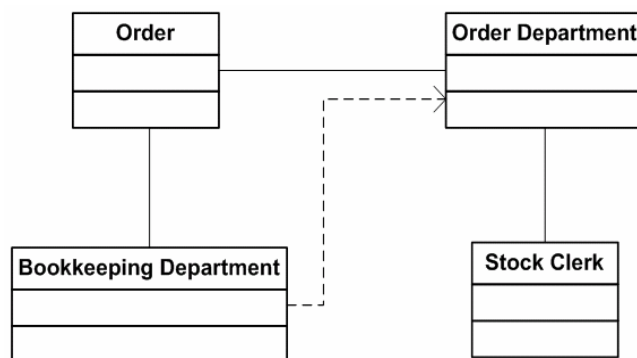 Order
Order Department
Bookkeeping Department
Stock Clerk